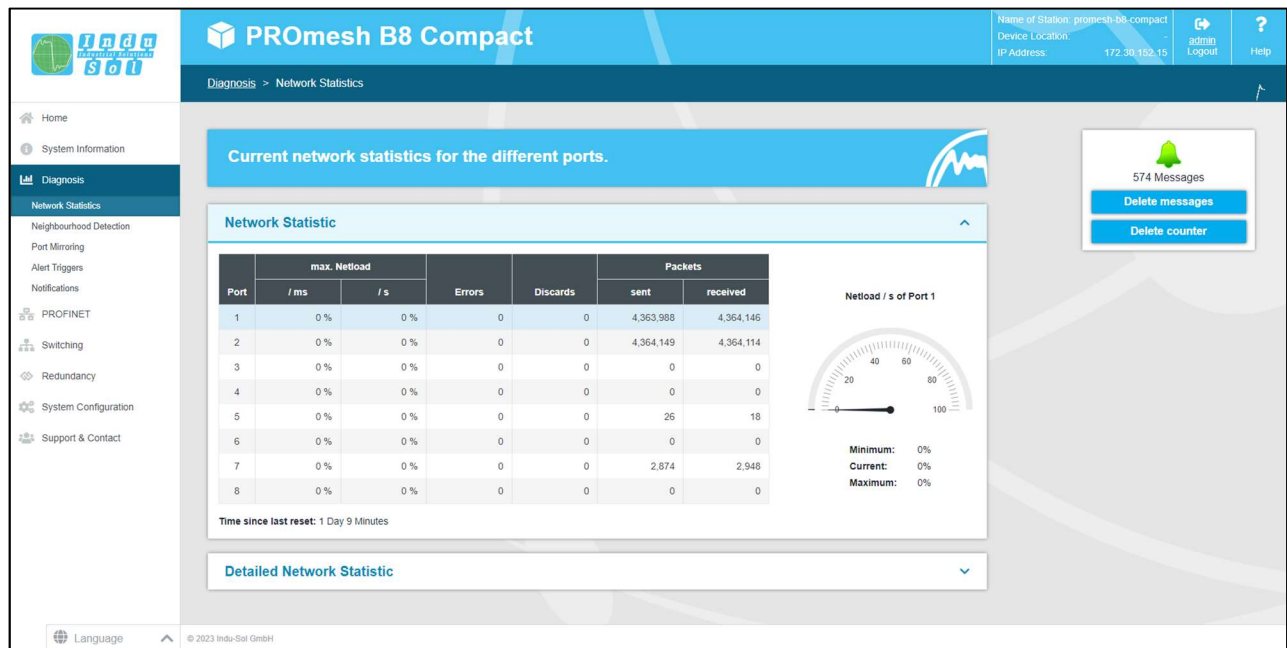 Indu
Industrial Solutions
Sol
PROmesh B8 Compact
Name of Station: promesh-b8-compact
Device Location: -
IP Address: 172.30.152.15
admin
Logout
?
Help
Diagnosis > Network Statistics
Home
System Information
Diagnosis
Network Statistics
Neighbourhood Detection
Port Mirroring
Alert Triggers
Notifications
PROFINET
Switching
Redundancy
System Configuration
Support & Contact
Current network statistics for the different ports.
574 Messages
Delete messages
Delete counter
Network Statistic
max. Netload Packets
Port / ms / s Errors Discards sent received
1 0 % 0 % 0 0 4,363,988 4,364,146
2 0 % 0 % 0 0 4,364,149 4,364,114
3 0 % 0 % 0 0 0 0
4 0 % 0 % 0 0 0 0
5 0 % 0 % 0 0 26 18
6 0 % 0 % 0 0 0 0
7 0 % 0 % 0 0 2,874 2,948
8 0 % 0 % 0 0 0 0
Time since last reset: 1 Day 9 Minutes
Netload / s of Port 1
40 60
20 80
0 100
Minimum: 0%
Current: 0%
Maximum: 0%
Detailed Network Statistic
Language
© 2023 Indu-Sol GmbH